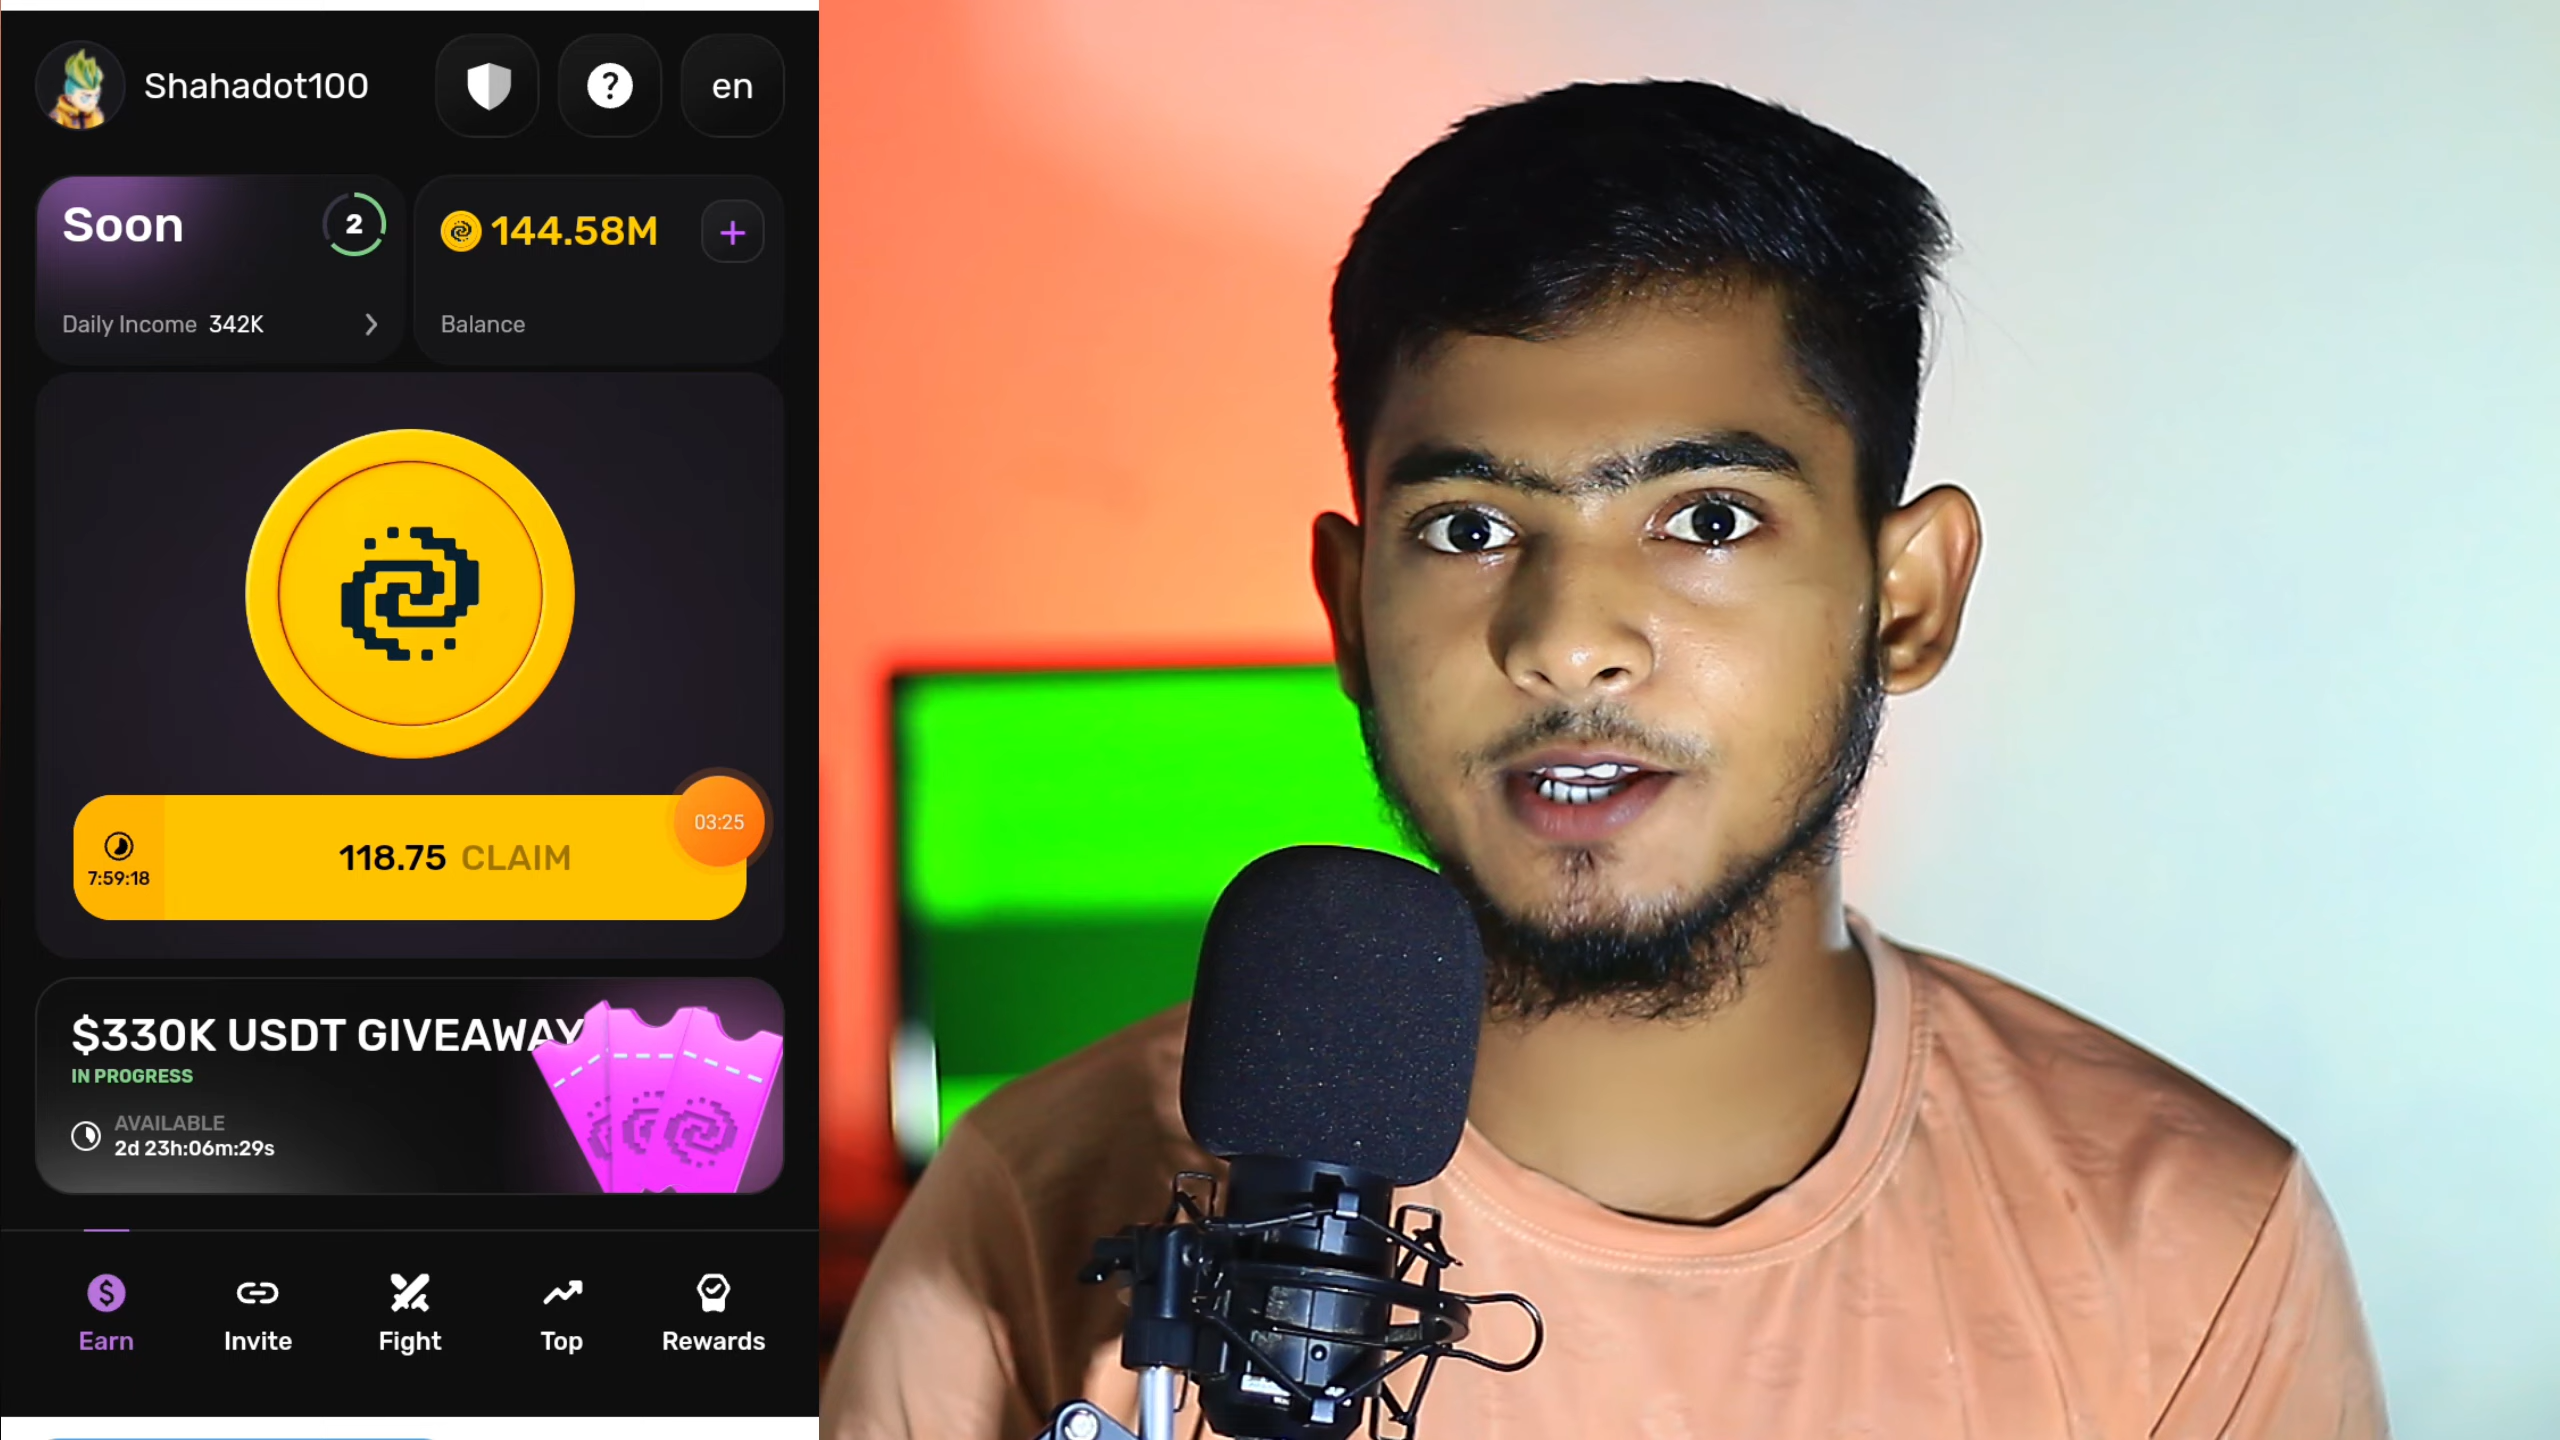 Shahadot100
?
en
Soon
2
Daily Income 342K
144.58M
+
Balance
7:59:18
118.75 CLAIM
03:25
$330K USDT GIVEAWAY
IN PROGRESS
AVAILABLE
2d 23h:06m:29s
$
Earn
Invite
Fight
Top
Rewards